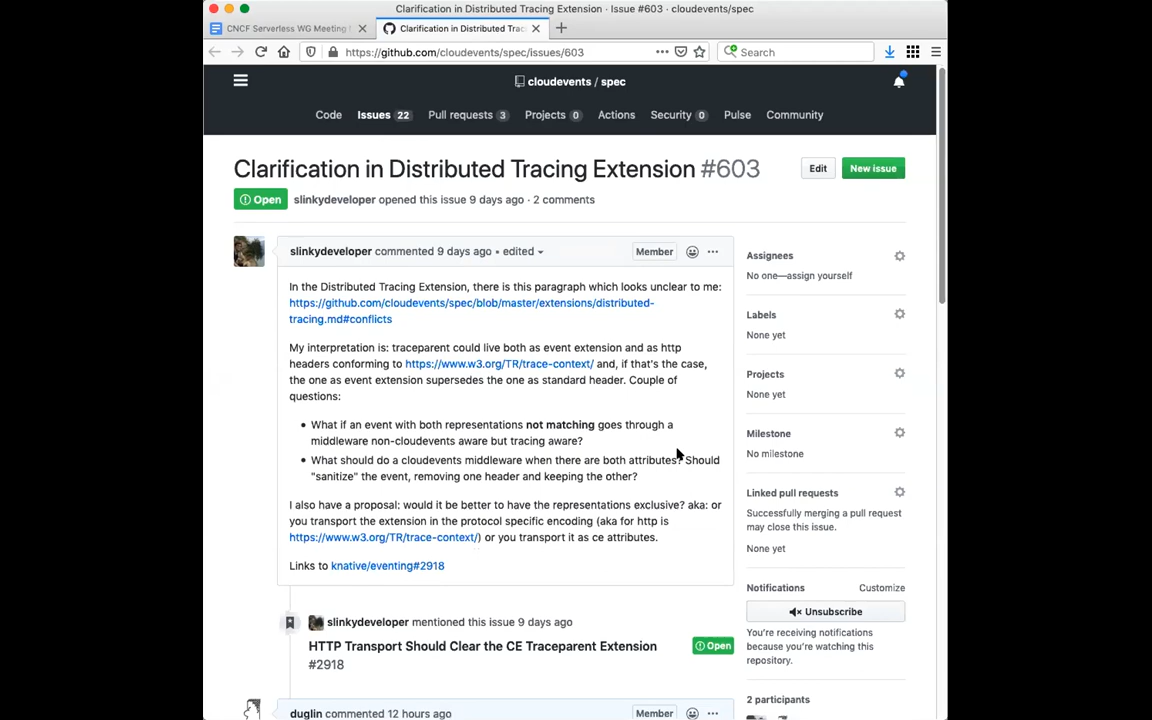 Clarification in Distributed Tracing Extension · Issue #603 · cloudevents/spec
CNCF Serverless WG Meeting
Clarification in Distributed Trac
https://github.com/cloudevents/spec/issues/603
Search
cloudevents / spec
Code Issues 22 Pull requests 3 Projects 0 Actions Security 0 Pulse Community
Clarification in Distributed Tracing Extension #603
Edit New issue
Open slinkydeveloper opened this issue 9 days ago · 2 comments
slinkydeveloper commented 9 days ago • edited
Member
In the Distributed Tracing Extension, there is this paragraph which looks unclear to me:
https://github.com/cloudevents/spec/blob/master/extensions/distributed-
tracing.md#conflicts
My interpretation is: traceparent could live both as event extension and as http
headers conforming to https://www.w3.org/TR/trace-context/ and, if that's the case,
the one as event extension supersedes the one as standard header. Couple of
questions:
• What if an event with both representations not matching goes through a
middleware non-cloudevents aware but tracing aware?
• What should do a cloudevents middleware when there are both attributes? Should
"sanitize" the event, removing one header and keeping the other?
I also have a proposal: would it be better to have the representations exclusive? aka: or
you transport the extension in the protocol specific encoding (aka for http is
https://www.w3.org/TR/trace-context/) or you transport it as ce attributes.
Links to knative/eventing#2918
slinkydeveloper mentioned this issue 9 days ago
HTTP Transport Should Clear the CE Traceparent Extension
#2918
Open
duglin commented 12 hours ago
Member
Assignees
No one—assign yourself
Labels
None yet
Projects
None yet
Milestone
No milestone
Linked pull requests
Successfully merging a pull request
may close this issue.
None yet
Notifications Customize
Unsubscribe
You're receiving notifications
because you're watching this
repository.
2 participants